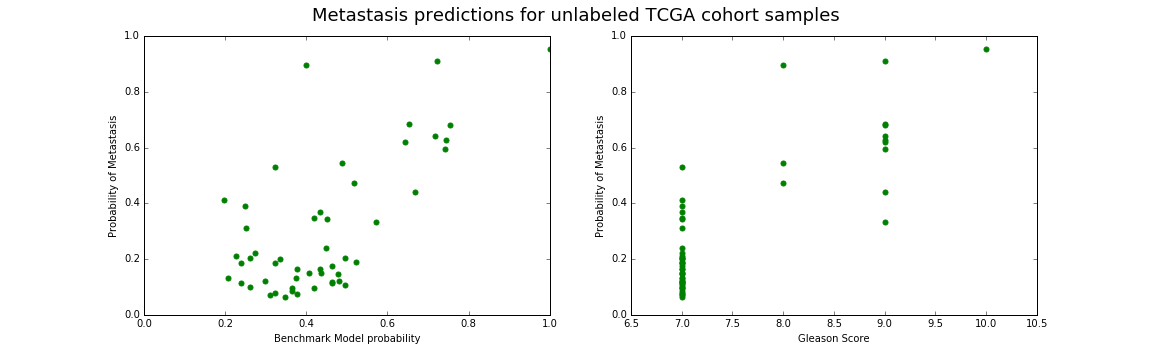 Metastasis predictions for unlabeled TCGA cohort samples
Probability of Metastasis
1.0
0.8
0.6
0.4
0.2
0.0
0.0 0.2 0.4 0.6 0.8 1.0
Benchmark Model probability
Probability of Metastasis
1.0
0.8
0.6
0.4
0.2
0.0
6.5 7.0 7.5 8.0 8.5 9.0 9.5 10.0 10.5
Gleason Score